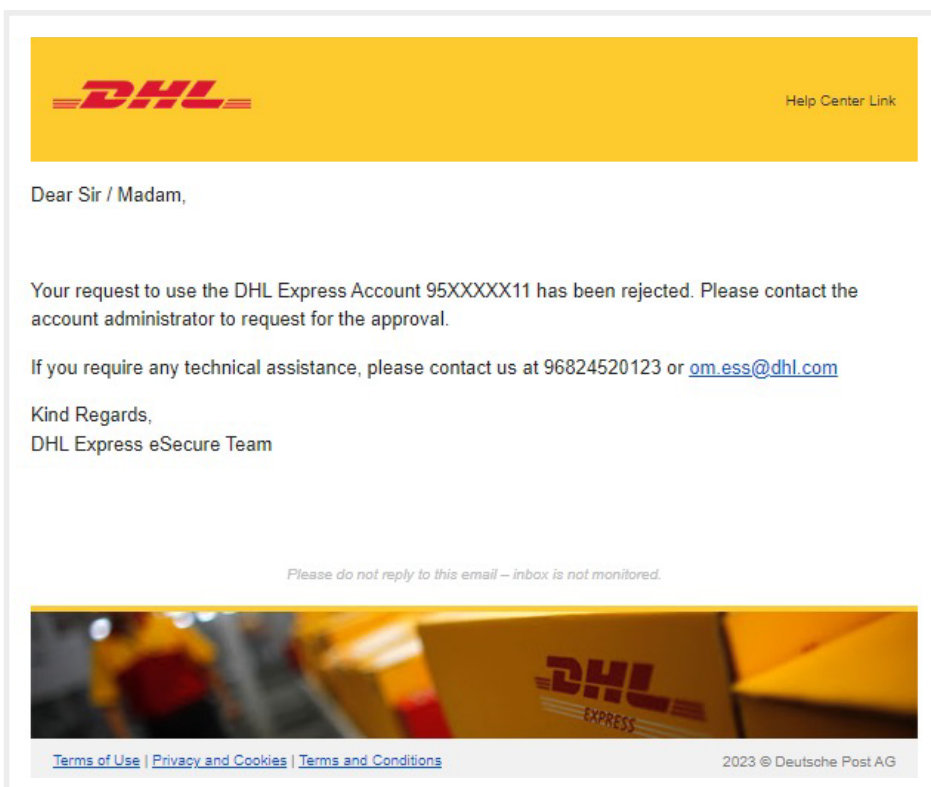 DHL
Help Center Link
Dear Sir / Madam,
Your request to use the DHL Express Account 95XXXXX11 has been rejected. Please contact the
account administrator to request for the approval.
If you require any technical assistance, please contact us at 96824520123 or om.ess@dhl.com
Kind Regards,
DHL Express eSecure Team
Please do not reply to this email – inbox is not monitored.
DHL
EXPRESS
Terms of Use | Privacy and Cookies | Terms and Conditions
2023 © Deutsche Post AG